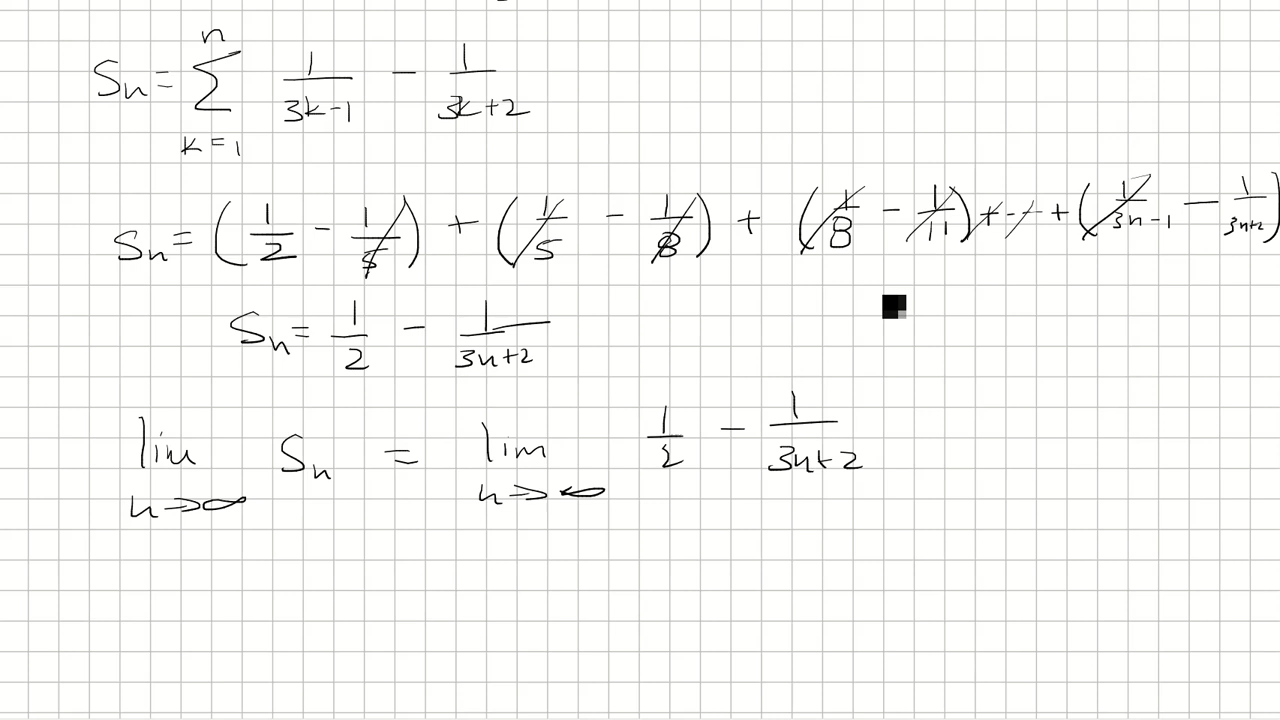 Sn = ∑_{k=1}^{n} 1/(3k-1) - 1/(3k+2)
Sn = (1/2 - 1/5) + (1/5 - 1/8) + (1/8 - 1/11) + -- + (1/(3n-1) - 1/(3n+2))
Sn = 1/2 - 1/(3n+2)
lim_{n→∞} Sn = lim_{n→∞} 1/2 - 1/(3n+2)